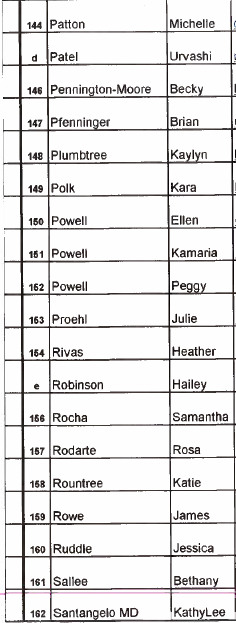 144 Patton Michelle
d Patel Urvashi
146 Pennington-Moore Becky
147 Pfenninger Brian
148 Plumbtree Kaylyn
149 Polk Kara
150 Powell Ellen
151 Powell Kamaria
152 Powell Peggy
153 Proehl Julie
154 Rivas Heather
e Robinson Hailey
156 Rocha Samantha
157 Rodarte Rosa
158 Rountree Katie
159 Rowe James
160 Ruddle Jessica
161 Sallee Bethany
162 Santangelo MD KathyLee